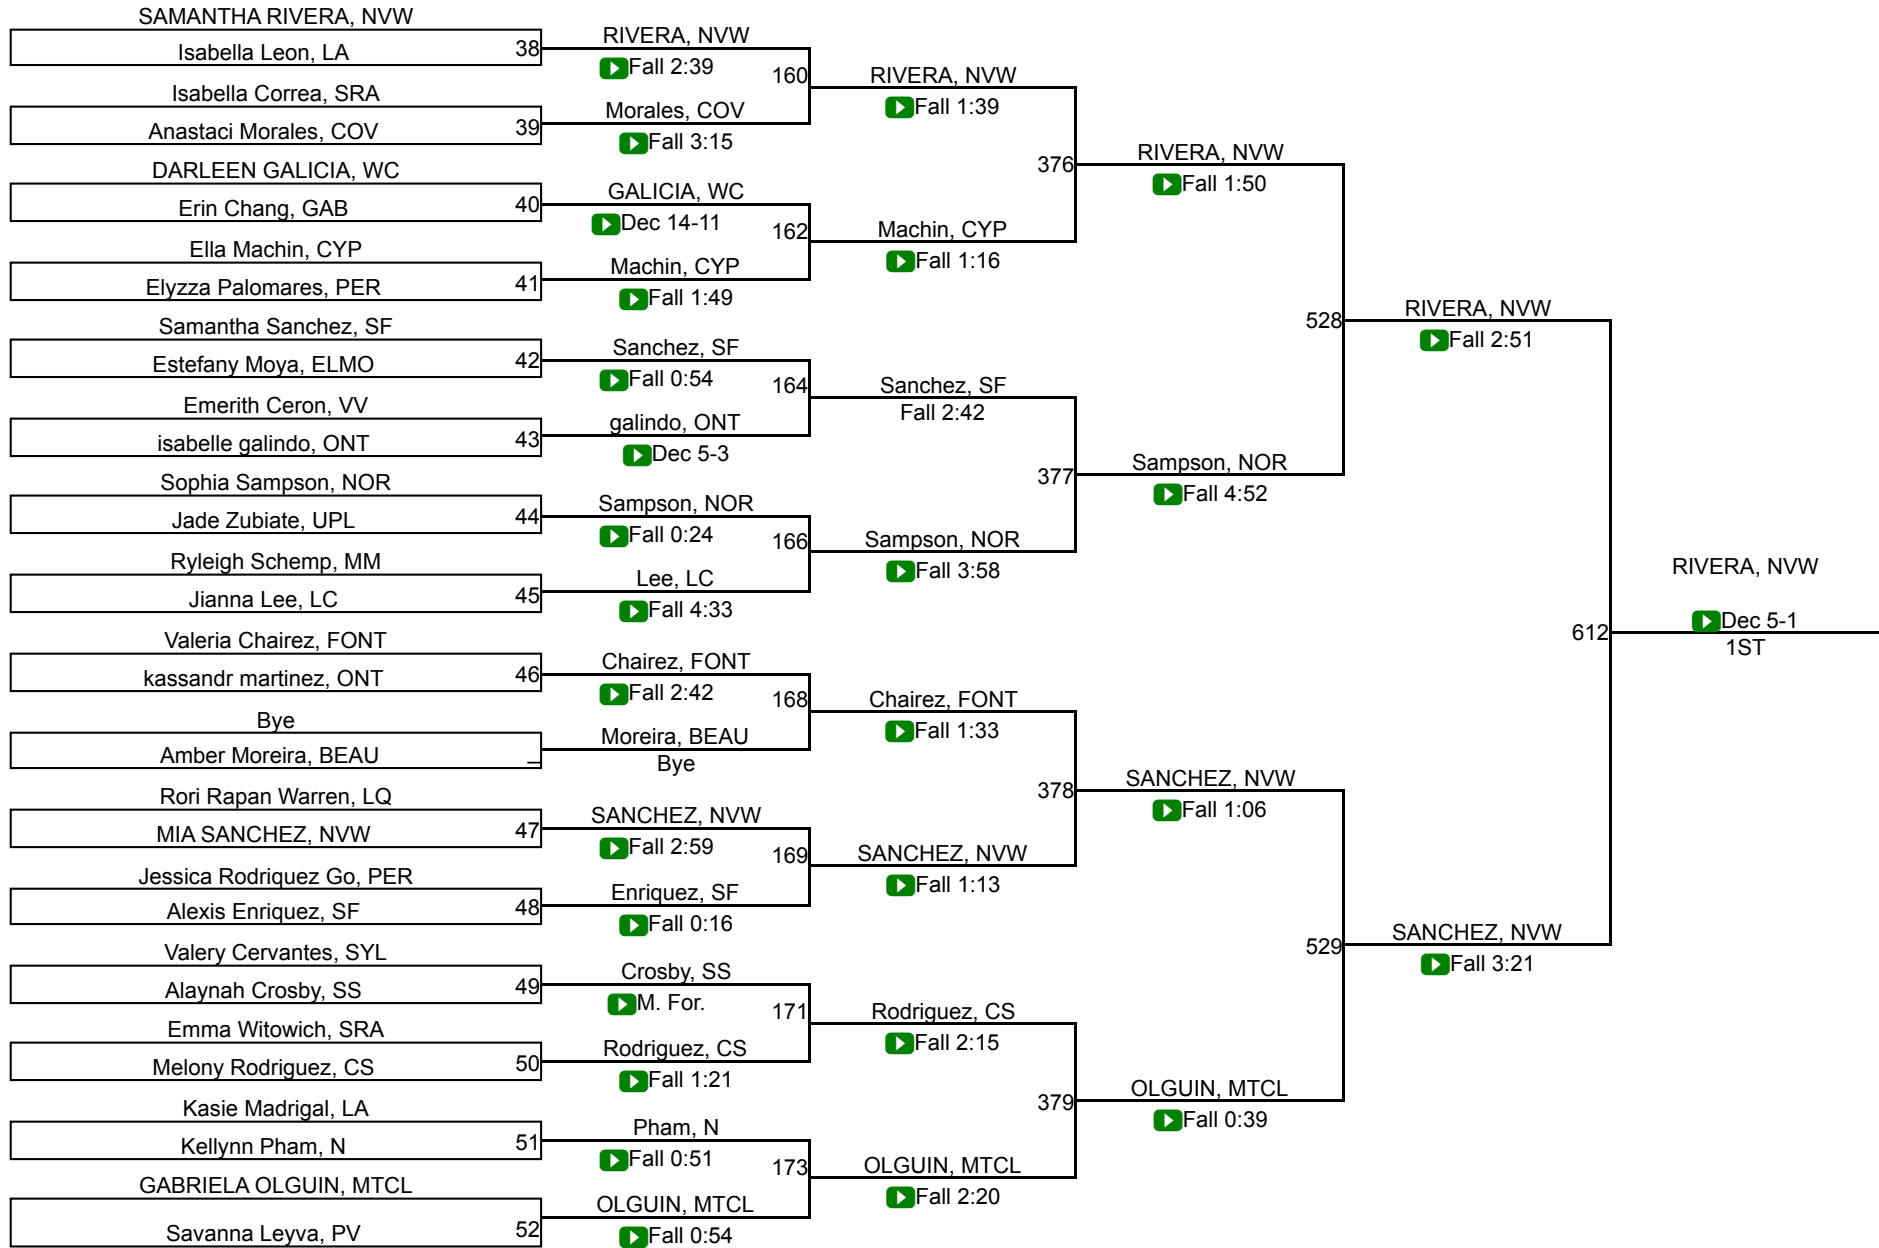 SAMANTHA RIVERA, NVW
Isabella Leon, LA
38
Isabella Correa, SRA
Anastaci Morales, COV
39
DARLEEN GALICIA, WC
Erin Chang, GAB
40
Ella Machin, CYP
Elyzza Palomares, PER
41
Samantha Sanchez, SF
Estefany Moya, ELMO
42
Emerith Ceron, VV
isabelle galindo, ONT
43
Sophia Sampson, NOR
Jade Zubiate, UPL
44
Ryleigh Schemp, MM
Jianna Lee, LC
45
Valeria Chairez, FONT
kassandr martinez, ONT
46
Bye
Amber Moreira, BEAU
_
Rori Rapan Warren, LQ
MIA SANCHEZ, NVW
47
Jessica Rodriquez Go, PER
Alexis Enriquez, SF
48
Valery Cervantes, SYL
Alaynah Crosby, SS
49
Emma Witowich, SRA
Melony Rodriguez, CS
50
Kasie Madrigal, LA
Kellynn Pham, N
51
GABRIELA OLGUIN, MTCL
Savanna Leyva, PV
52
RIVERA, NVW
Fall 2:39
160
Morales, COV
Fall 3:15
GALICIA, WC
Dec 14-11
162
Machin, CYP
Fall 1:49
Sanchez, SF
Fall 0:54
164
galindo, ONT
Dec 5-3
Sampson, NOR
Fall 0:24
166
Lee, LC
Fall 4:33
Chairez, FONT
Fall 2:42
168
Moreira, BEAU
Bye
SANCHEZ, NVW
Fall 2:59
169
Enriquez, SF
Fall 0:16
Crosby, SS
M. For.
171
Rodriguez, CS
Fall 1:21
Pham, N
Fall 0:51
173
OLGUIN, MTCL
Fall 0:54
RIVERA, NVW
Fall 1:39
376
Machin, CYP
Fall 1:16
Sanchez, SF
Fall 2:42
377
Sampson, NOR
Fall 3:58
Chairez, FONT
Fall 1:33
378
SANCHEZ, NVW
Fall 1:13
Rodriguez, CS
Fall 2:15
379
OLGUIN, MTCL
Fall 2:20
RIVERA, NVW
Fall 1:50
528
Sampson, NOR
Fall 4:52
SANCHEZ, NVW
Fall 1:06
529
OLGUIN, MTCL
Fall 0:39
RIVERA, NVW
Fall 2:51
612
SANCHEZ, NVW
Fall 3:21
RIVERA, NVW
Dec 5-1
1ST